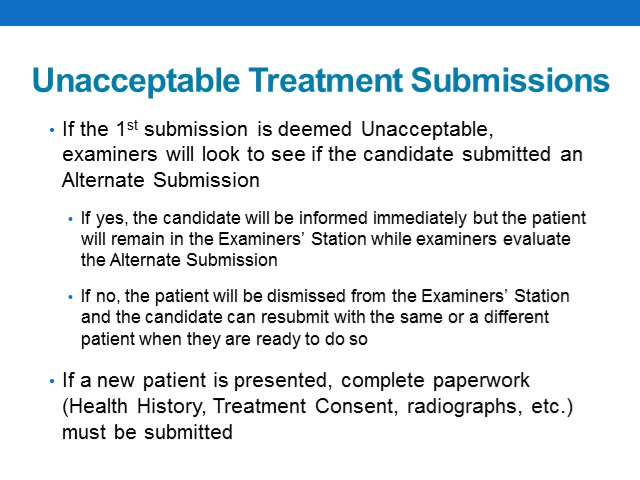 Unacceptable Treatment Submissions
• If the 1st submission is deemed Unacceptable,
examiners will look to see if the candidate submitted an
Alternate Submission
• If yes, the candidate will be informed immediately but the patient
will remain in the Examiners’ Station while examiners evaluate
the Alternate Submission
• If no, the patient will be dismissed from the Examiners’ Station
and the candidate can resubmit with the same or a different
patient when they are ready to do so
• If a new patient is presented, complete paperwork
(Health History, Treatment Consent, radiographs, etc.)
must be submitted